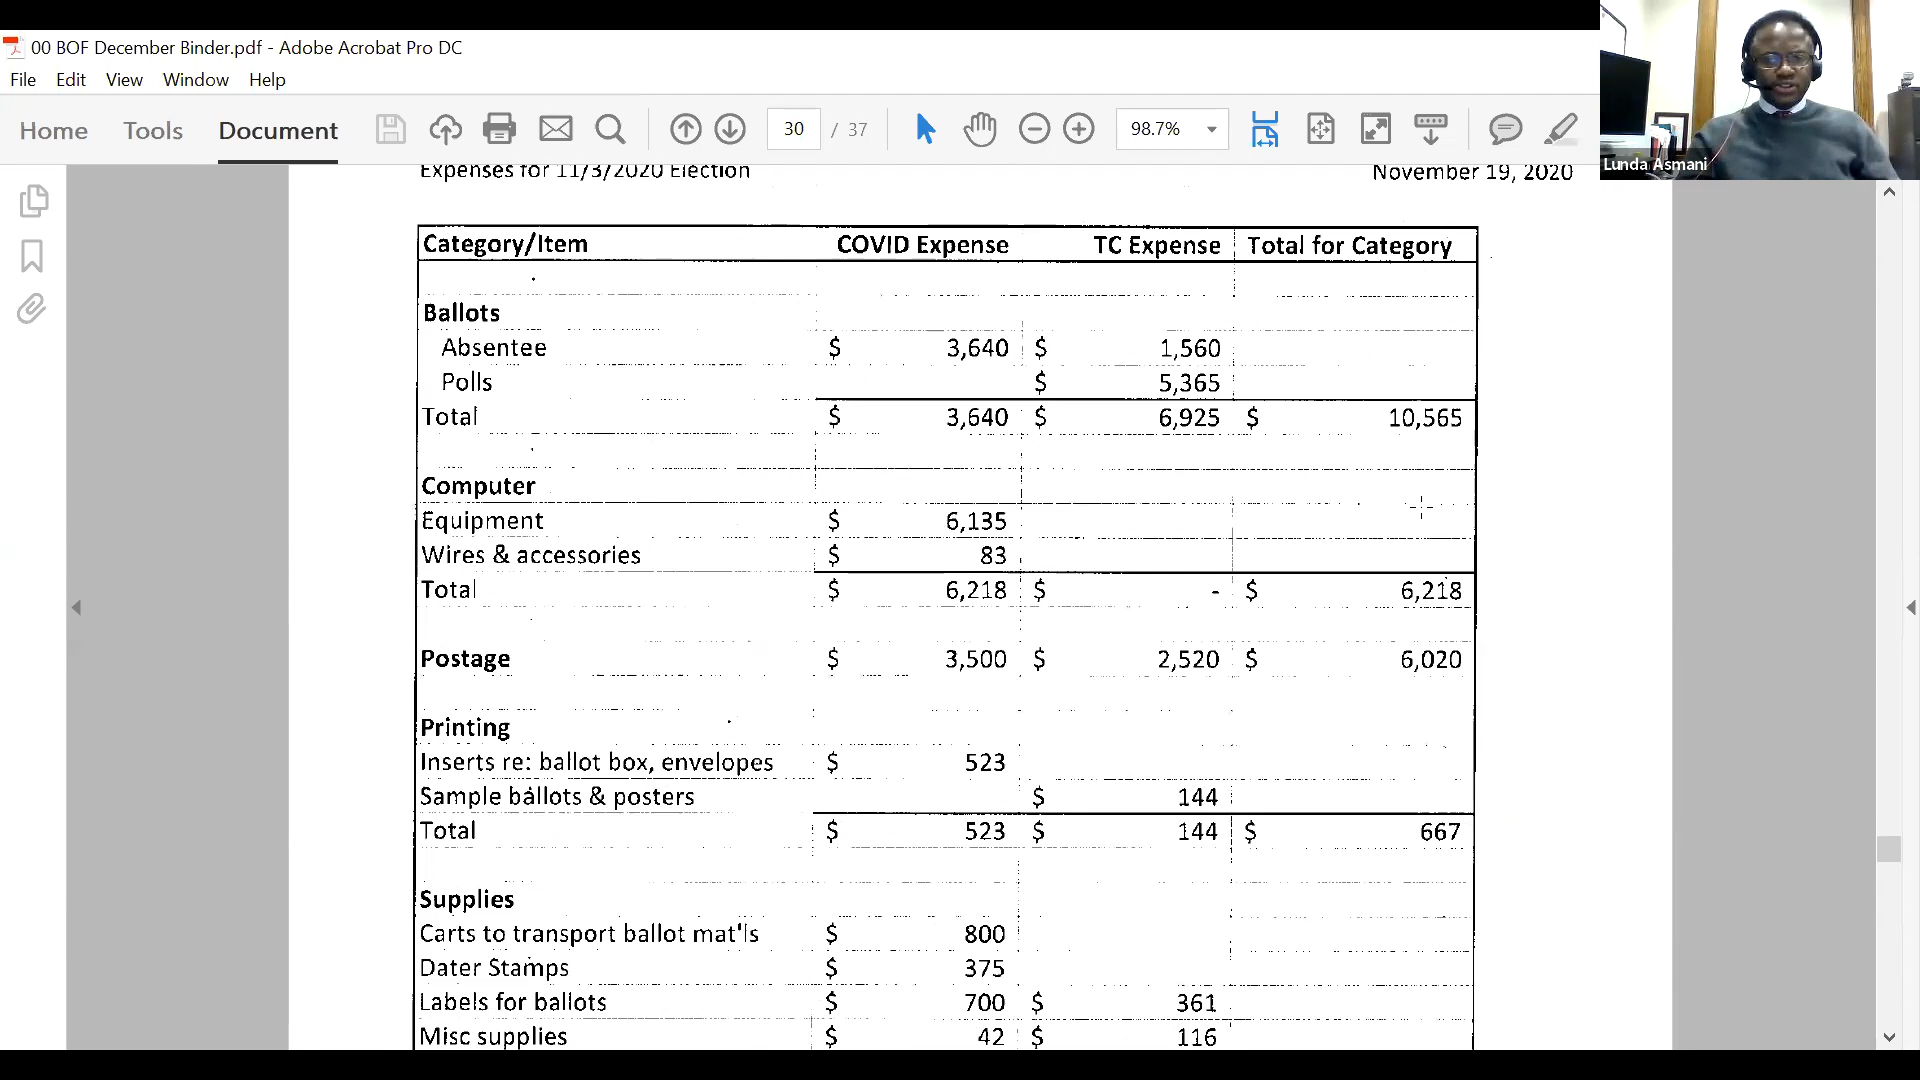 00 BOF December Binder.pdf - Adobe Acrobat Pro DC
File Edit View Window Help
Home Tools Document 30 / 37 98.7%
Lunda Asmani
Expenses for 11/3/2020 Election November 19, 2020
Category/Item COVID Expense TC Expense Total for Category
Ballots
Absentee $ 3,640 $ 1,560
Polls $ 5,365
Total $ 3,640 $ 6,925 $ 10,565
Computer
Equipment $ 6,135
Wires & accessories $ 83
Total $ 6,218 $ - $ 6,218
Postage $ 3,500 $ 2,520 $ 6,020
Printing
Inserts re: ballot box, envelopes $ 523
Sample ballots & posters $ 144
Total $ 523 $ 144 $ 667
Supplies
Carts to transport ballot mat'ls $ 800
Dater Stamps $ 375
Labels for ballots $ 700 $ 361
Misc supplies $ 42 $ 116